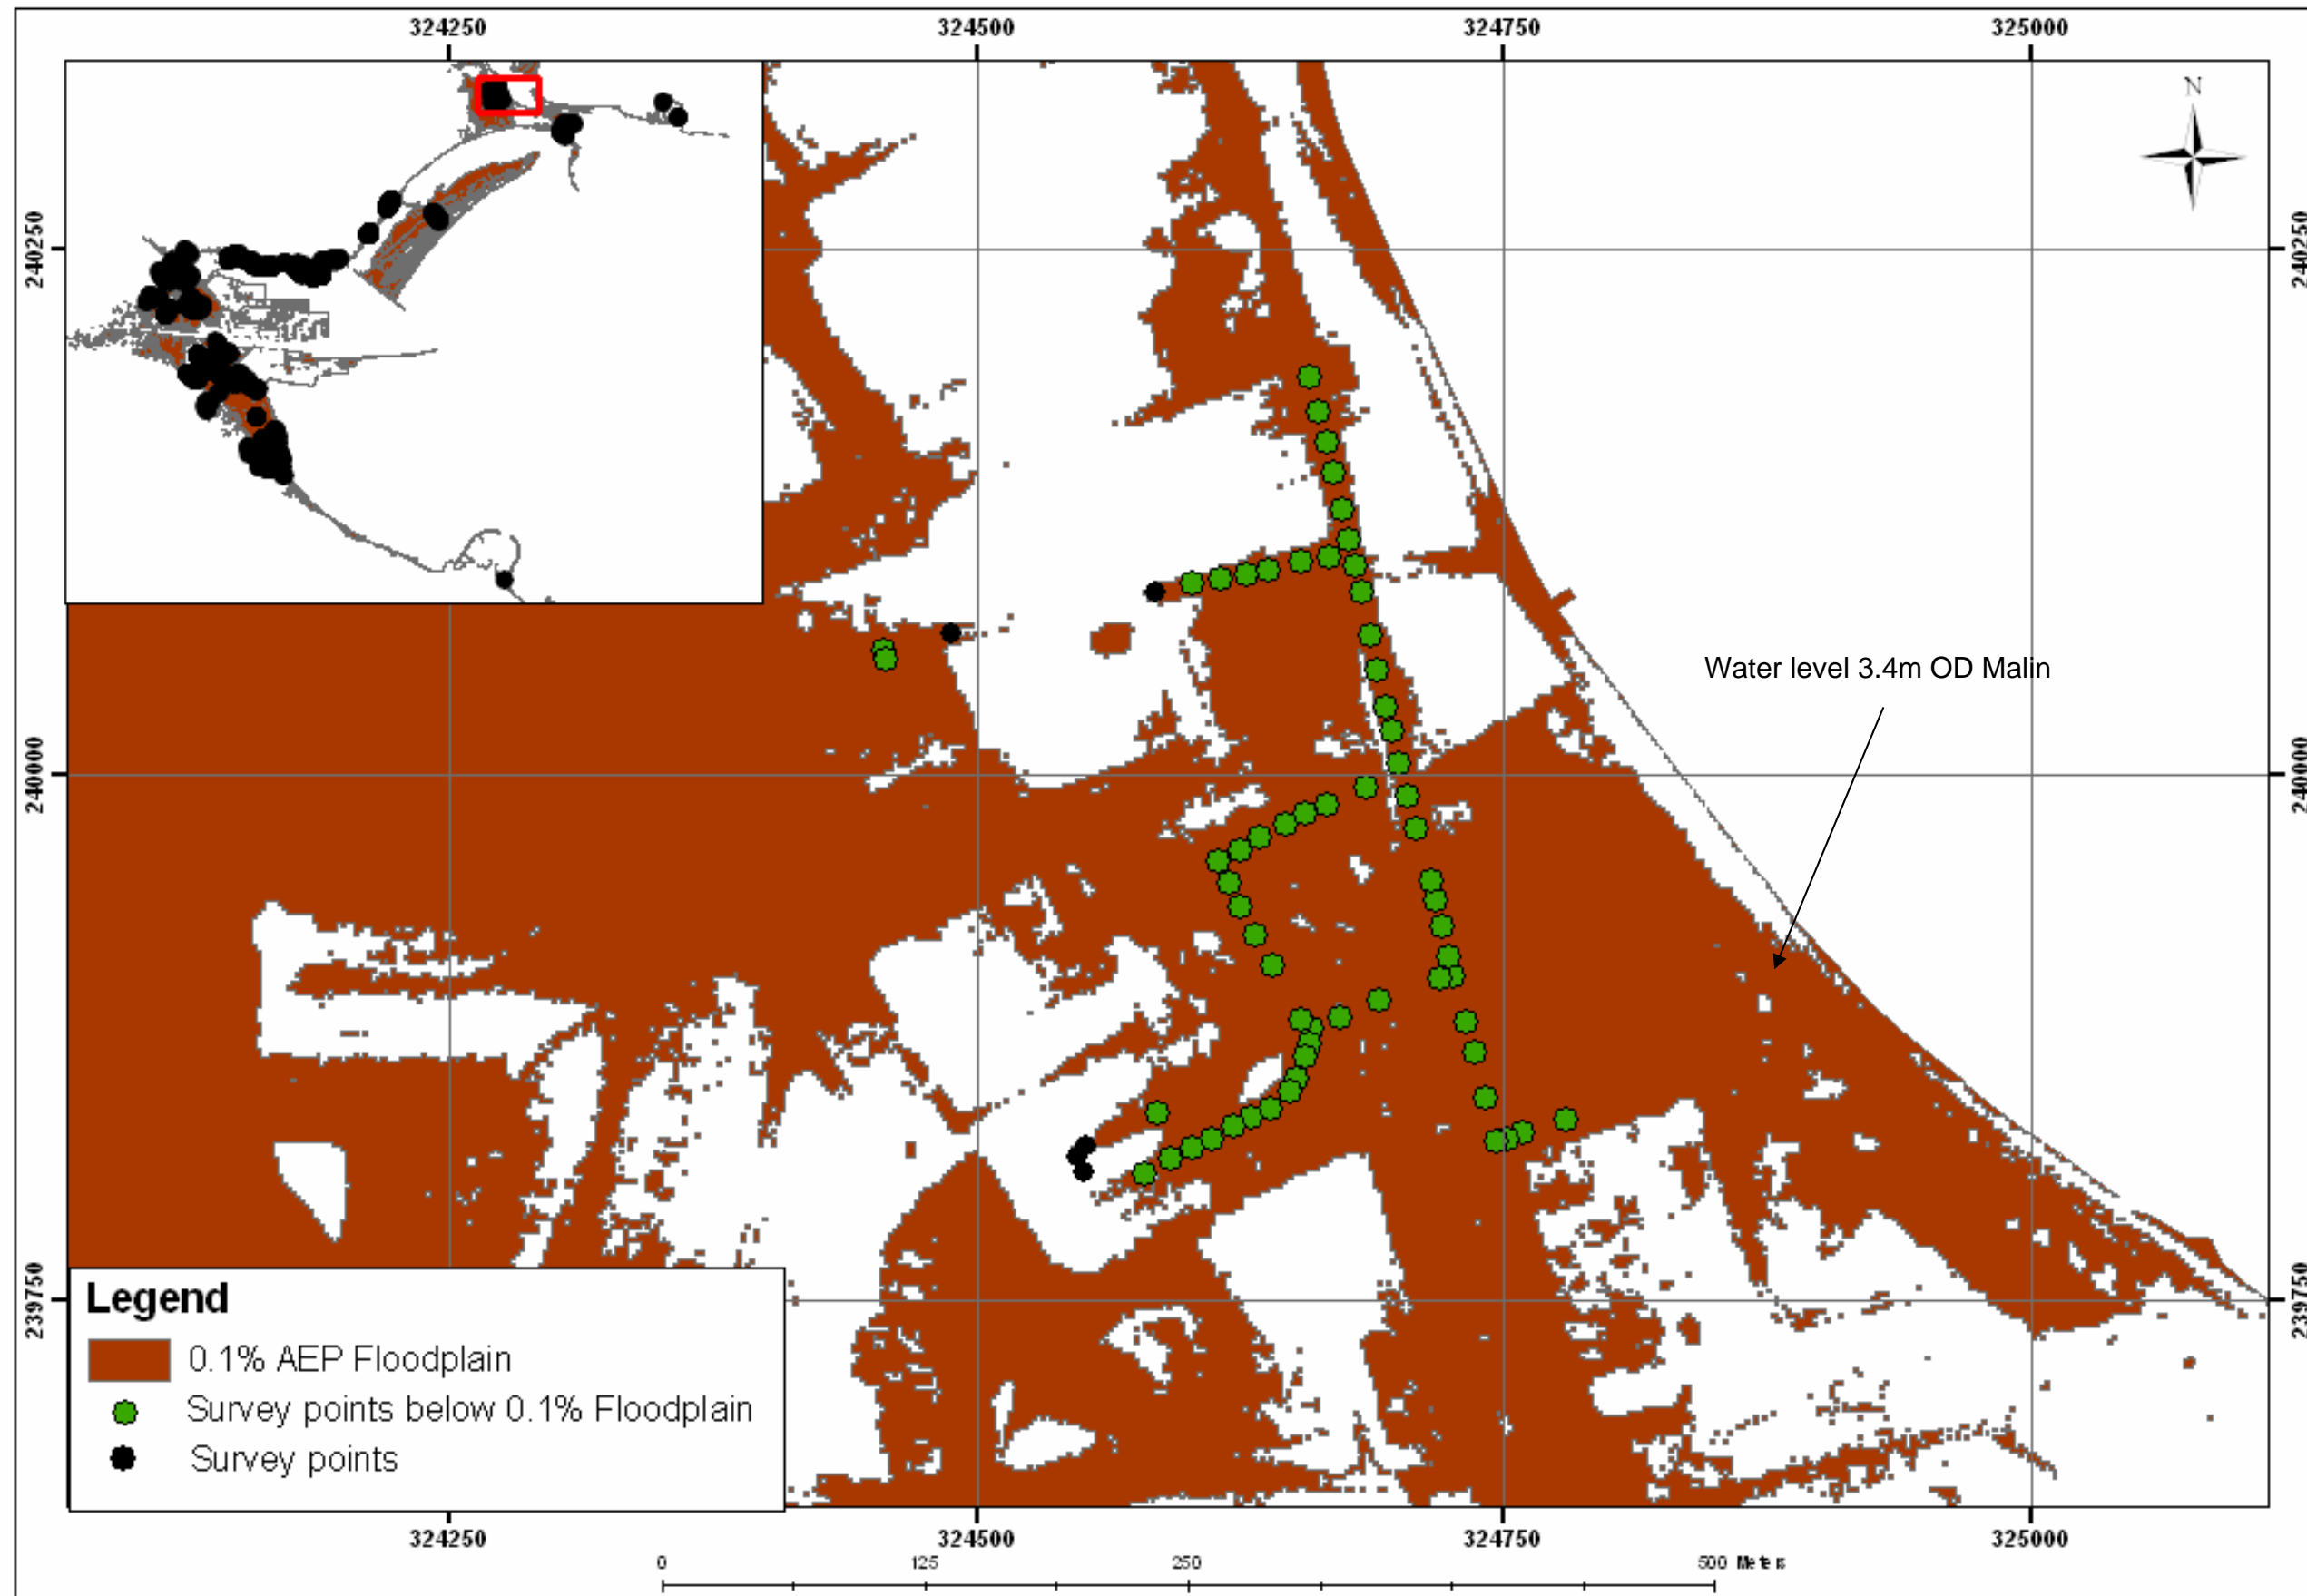 324250 324500 324750 325000
N
240250 240250
Water level 3.4m OD Malin
240000 240000
239750 239750
Legend
0.1% AEP Floodplain
Survey points below 0.1% Floodplain
Survey points
324250 324500 324750 325000
0 125 250 500 Meters